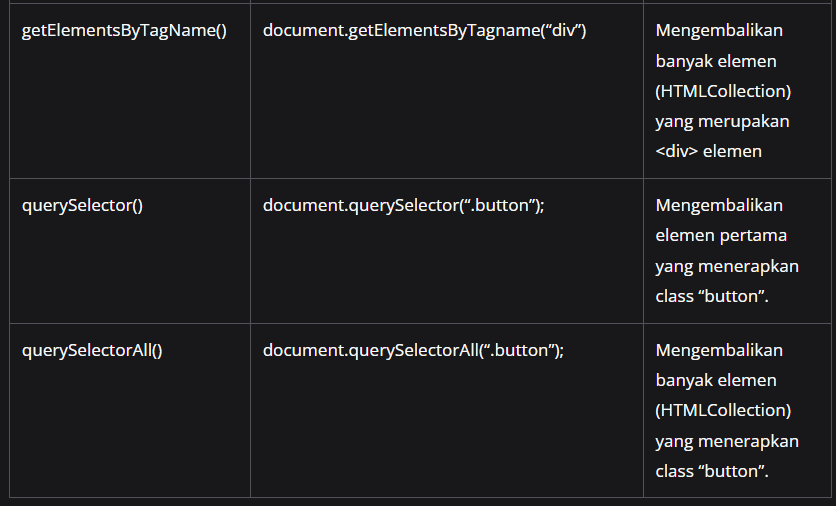 getElementsByTagName()
document.getElementsByTagname(“div”)
Mengembalikan
banyak elemen
(HTMLCollection)
yang merupakan
<div> elemen
querySelector()
document.querySelector(“.button”);
Mengembalikan
elemen pertama
yang menerapkan
class “button”.
querySelectorAll()
document.querySelectorAll(“.button”);
Mengembalikan
banyak elemen
(HTMLCollection)
yang menerapkan
class “button”.